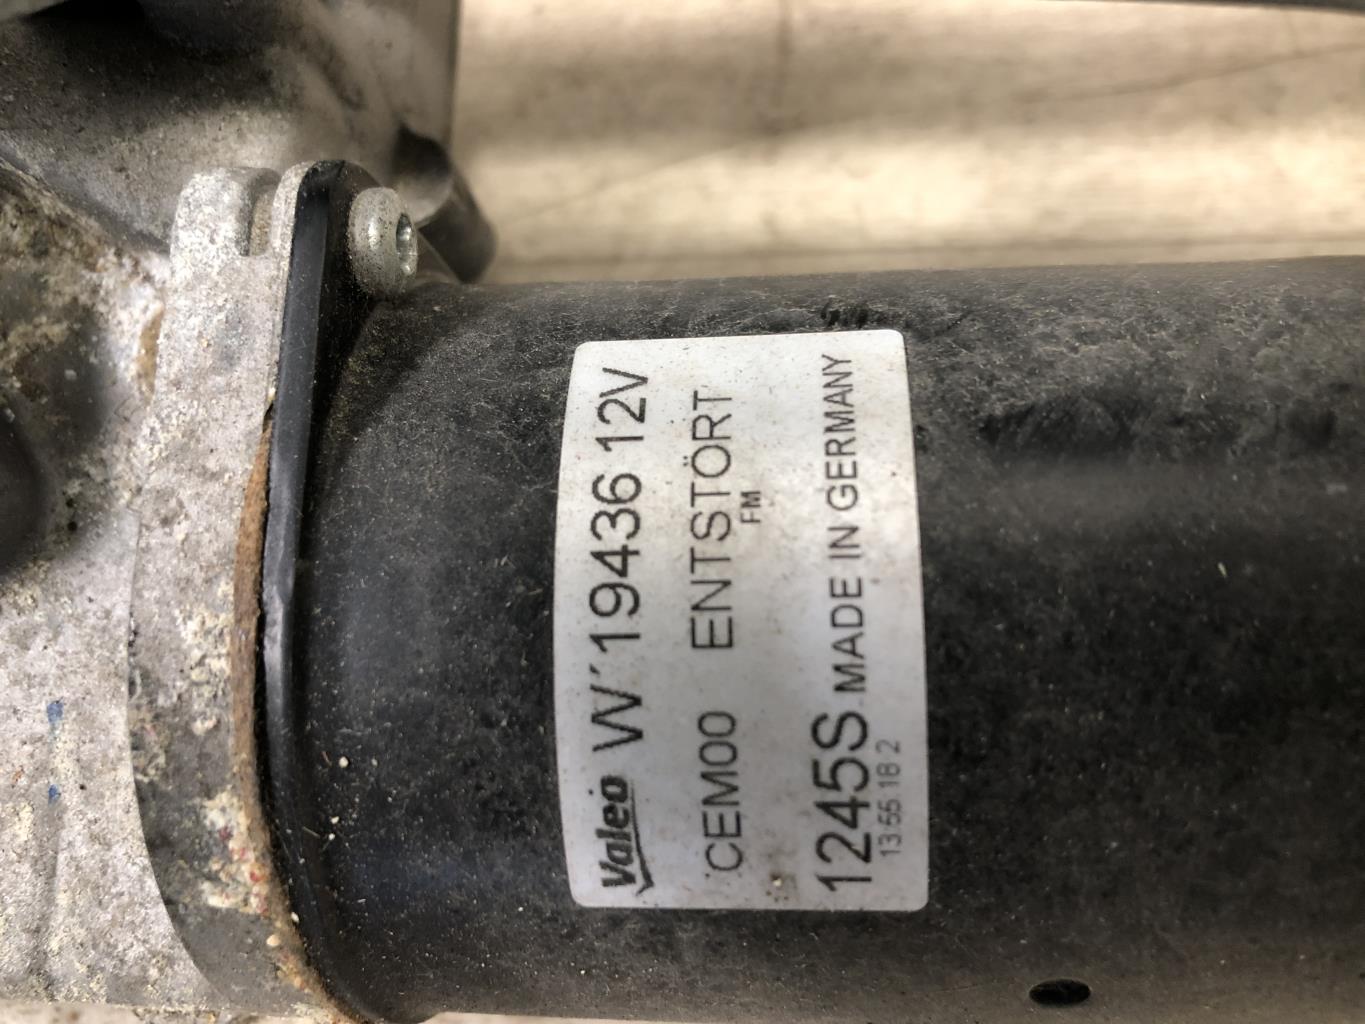 Valeo W 19436 12V
CEM00 ENTSTÖRT
FM
1245S MADE IN GERMANY
13 55 18 2